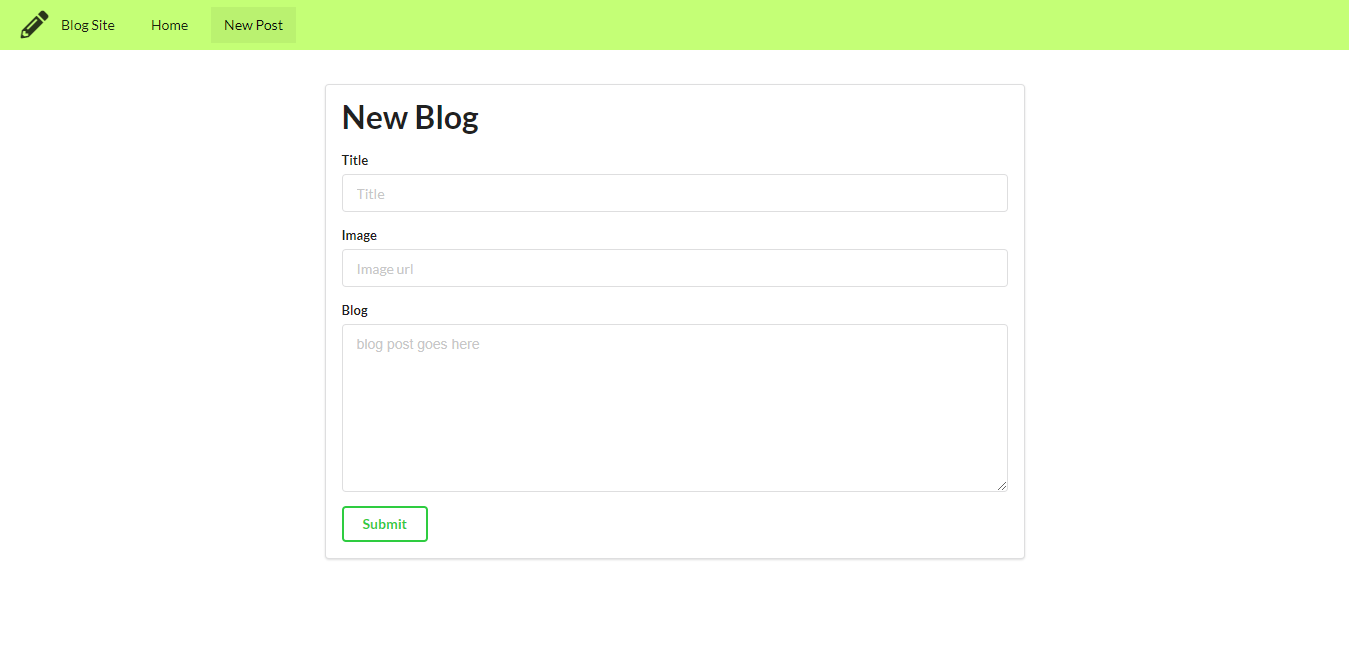 Blog Site Home New Post
New Blog
Title
Title
Image
Image url
Blog
blog post goes here
Submit